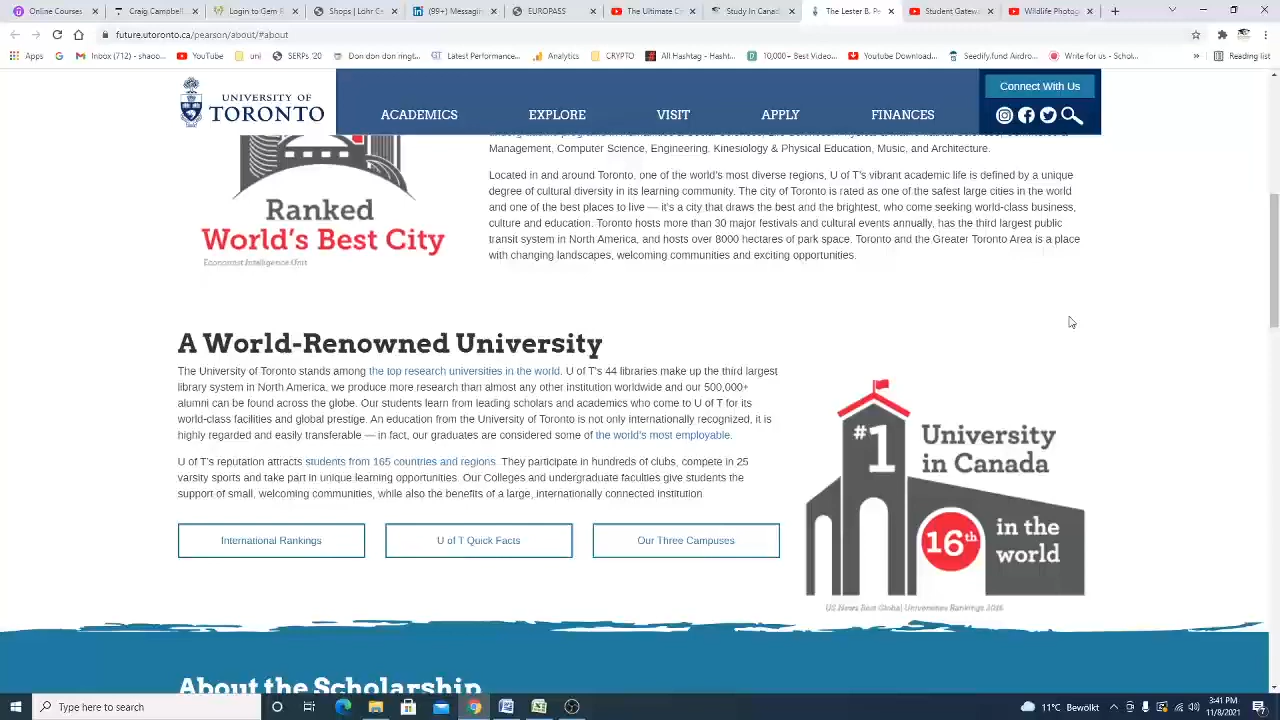 Online Courses
Orkid Chief Gi
(99+) Messagin
EUROPASS
The Ultimate Ci
Study In Canad
The Lester B. Pe
Student Grants
Wildlife Photog
future.utoronto.ca/pearson/about/#about
Apps
Inbox (712) - shaoo...
YouTube
uni
SERPs '20
Don don don ringt...
Latest Performance...
Analytics
CRYPTO
All Hashtag - Hasht...
10,000+ Best Youtub...
YouTube Download...
Seedify.fund Airdro...
Write for us - Schol...
Reading list
UNIVERSITY OF
TORONTO
ACADEMICS
EXPLORE
VISIT
APPLY
FINANCES
Connect With Us
Management, Computer Science, Engineering, Kinesiology & Physical Education, Music, and Architecture.
Located in and around Toronto, one of the world's most diverse regions, U of T's vibrant academic life is defined by a unique
degree of cultural diversity in its learning community. The city of Toronto is rated as one of the safest large cities in the world
and one of the best places to live — it's a city that draws the best and the brightest, who come seeking world-class business,
culture and education. Toronto hosts more than 30 major festivals and cultural events annually, has the third largest public
transit system in North America, and hosts over 8000 hectares of park space. Toronto and the Greater Toronto Area is a place
with changing landscapes, welcoming communities and exciting opportunities.
Ranked
World's Best City
Economist Intelligence Unit
A World-Renowned University
The University of Toronto stands among the top research universities in the world. U of T's 44 libraries make up the third largest
library system in North America, we produce more research than almost any other institution worldwide and our 500,000+
alumni can be found across the globe. Our students learn from leading scholars and academics who come to U of T for its
world-class facilities and global prestige. An education from the University of Toronto is not only internationally recognized, it is
highly regarded and easily transferable — in fact, our graduates are considered some of the world's most employable.
U of T's reputation attracts students from 165 countries and regions. They participate in hundreds of clubs, compete in 25
varsity sports and take part in unique learning opportunities. Our Colleges and undergraduate faculties give students the
support of small, welcoming communities, while also the benefits of a large, internationally connected institution.
International Rankings
U of T Quick Facts
Our Three Campuses
#1 University
in Canada
16th in the
world
US News Best Global Universities Rankings
About the Scholarship
Type here to search
11°C Bewölkt
3:41 PM
11/8/2021